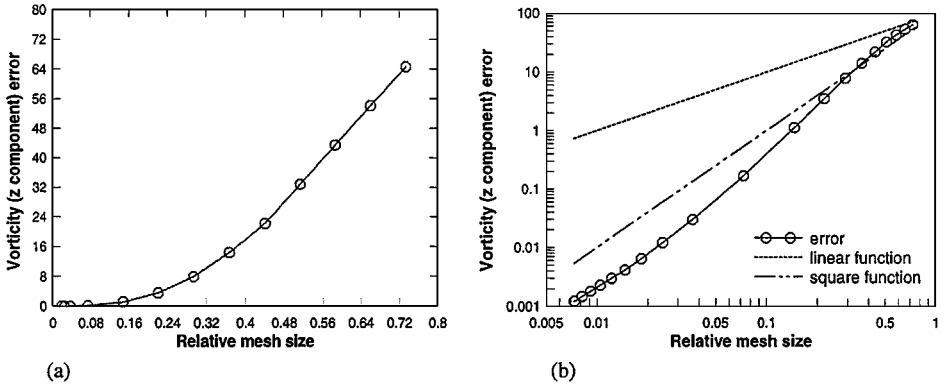 80
72
64
56
48
40
32
24
16
8
0
0 0.08 0.16 0.24 0.32 0.40 0.48 0.56 0.64 0.72 0.8
Vorticity (z component) error
Relative mesh size
(a)
100
10
1
0.1
0.01
0.001
0.005 0.01 0.05 0.1 0.5 1
Vorticity (z component) error
Relative mesh size
error
linear function
square function
(b)